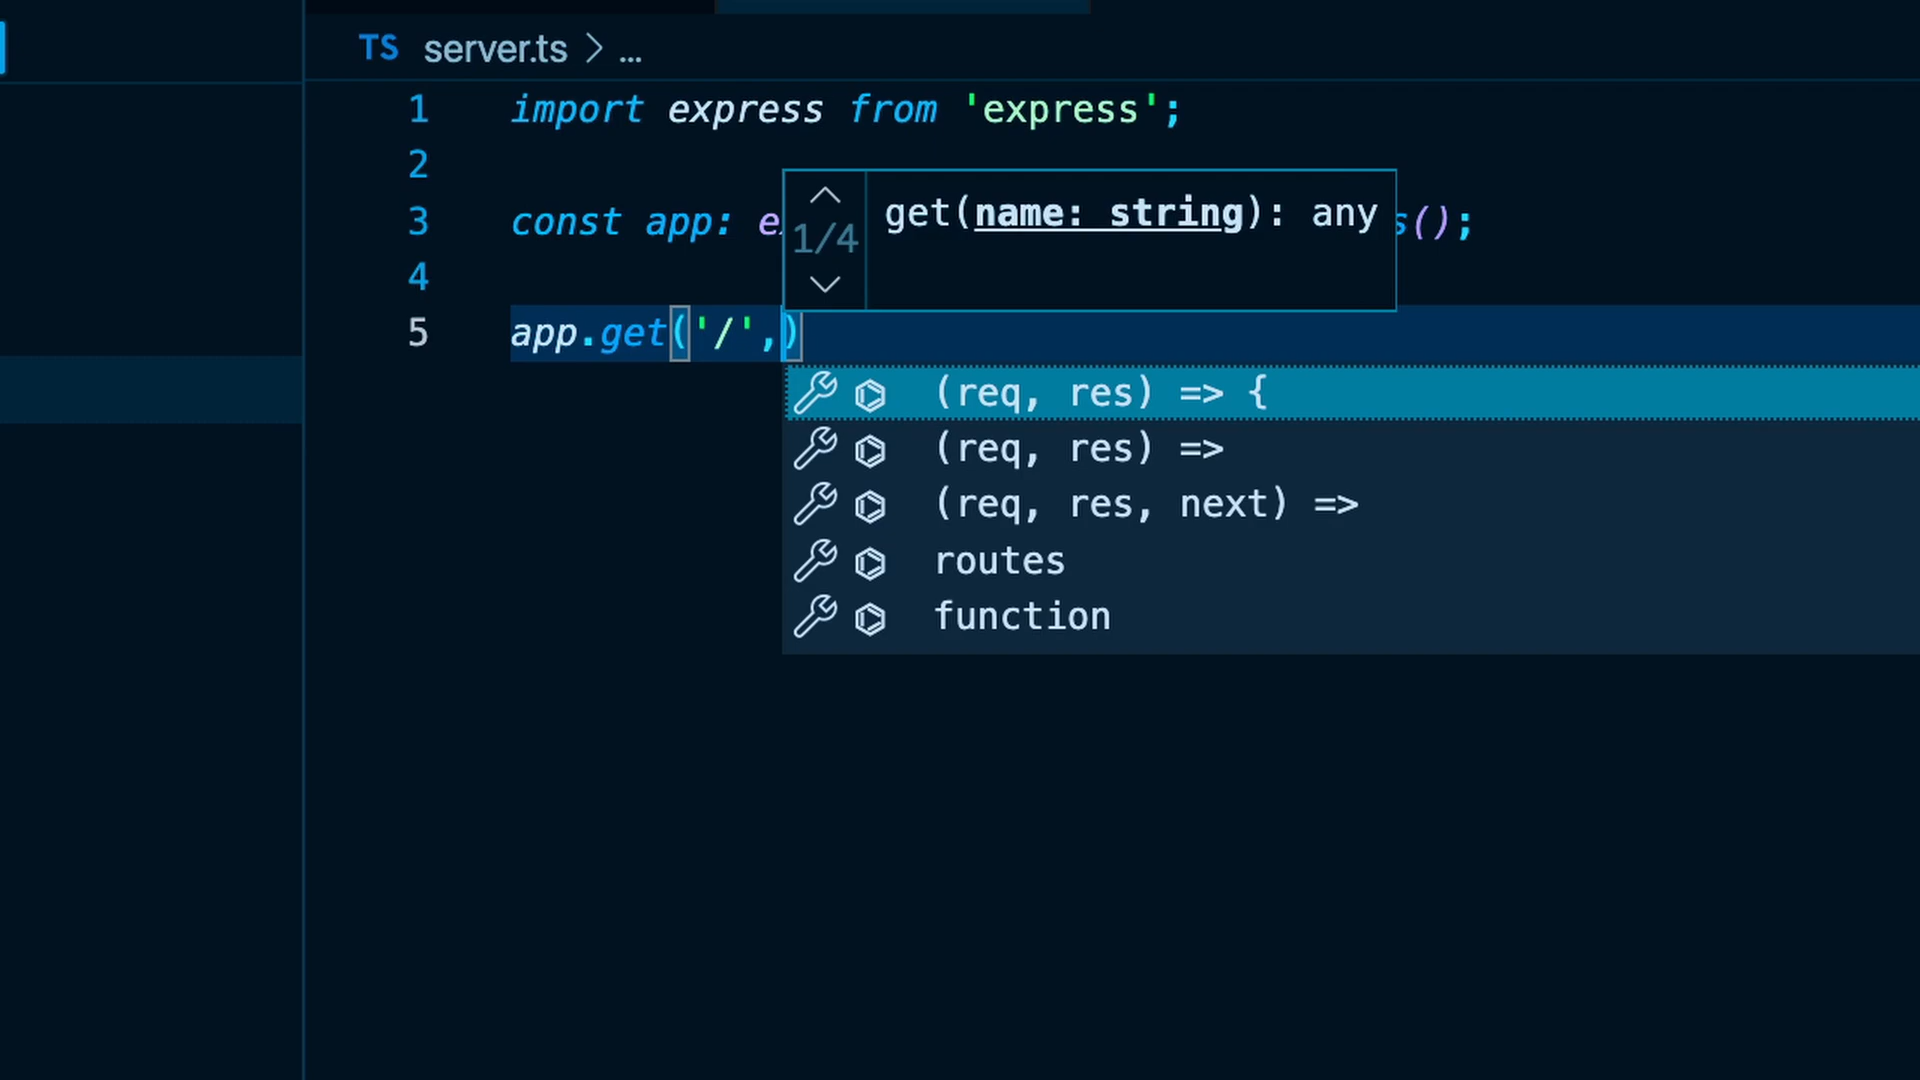 TS server.ts > ...
1 import express from 'express';
2
3 const app: e s();
1/4 get(name: string): any
4
5 app.get('/',)
(req, res) => {
(req, res) =>
(req, res, next) =>
routes
function